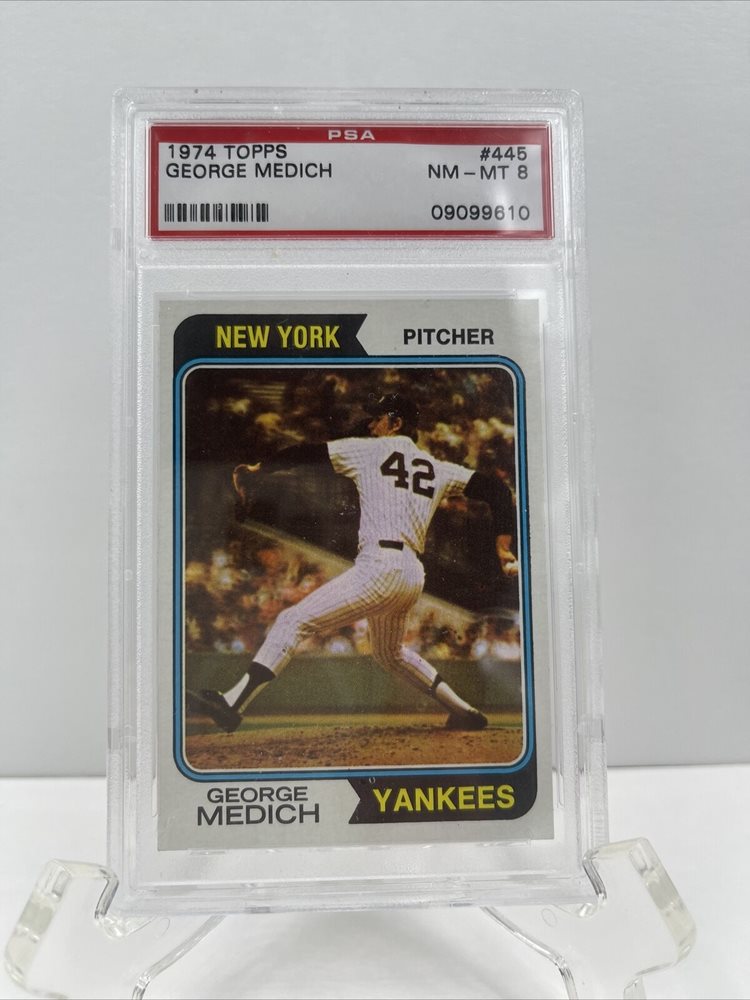 PSA
1974 TOPPS #445
GEORGE MEDICH NM - MT 8
09099610
NEW YORK PITCHER
42
GEORGE
MEDICH
YANKEES